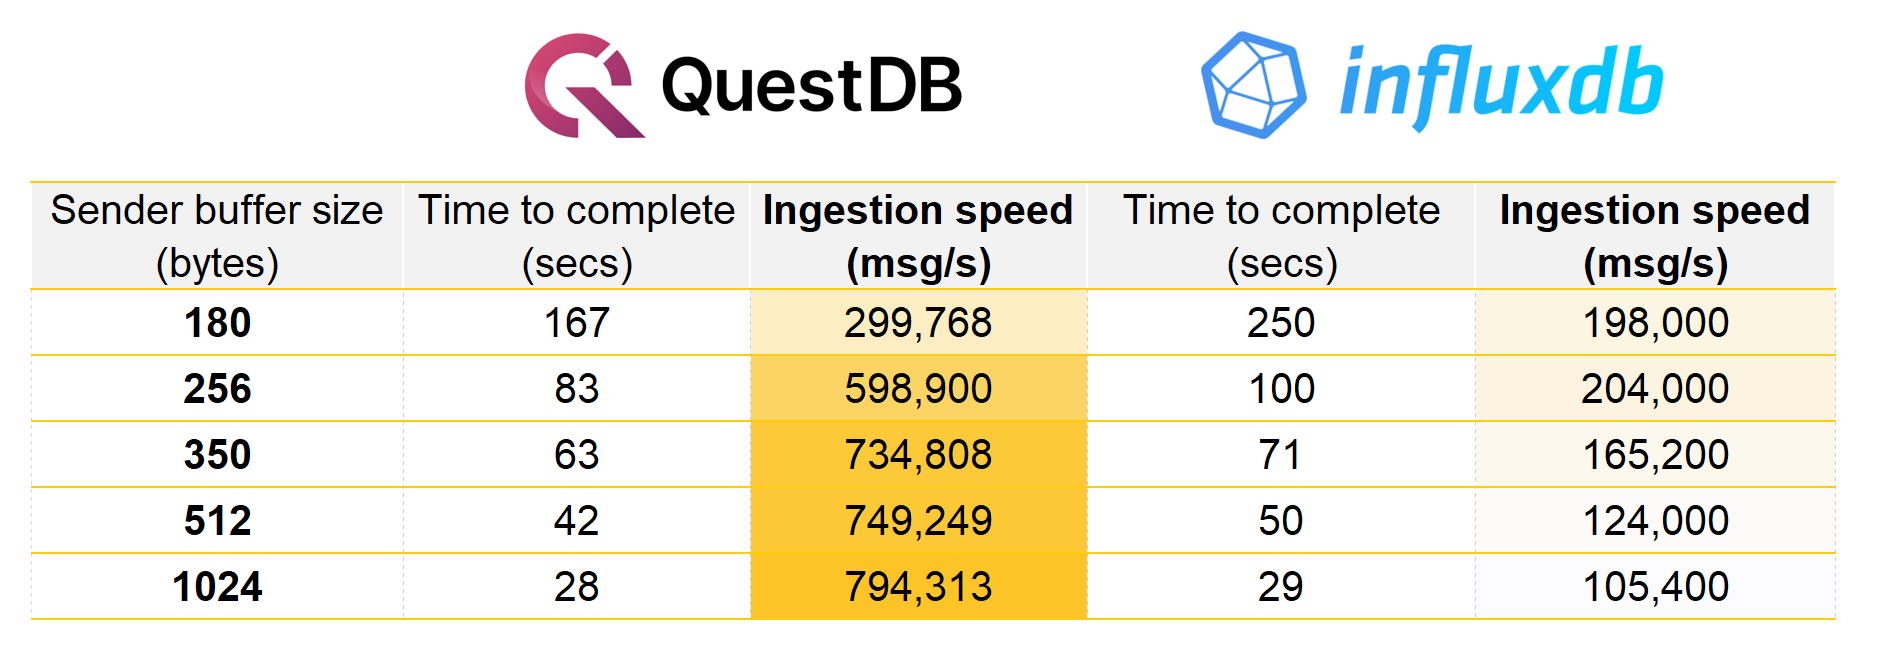 QuestDB influxdb
Sender buffer size (bytes) Time to complete (secs) Ingestion speed (msg/s) Time to complete (secs) Ingestion speed (msg/s)
180 167 299,768 250 198,000
256 83 598,900 100 204,000
350 63 734,808 71 165,200
512 42 749,249 50 124,000
1024 28 794,313 29 105,400